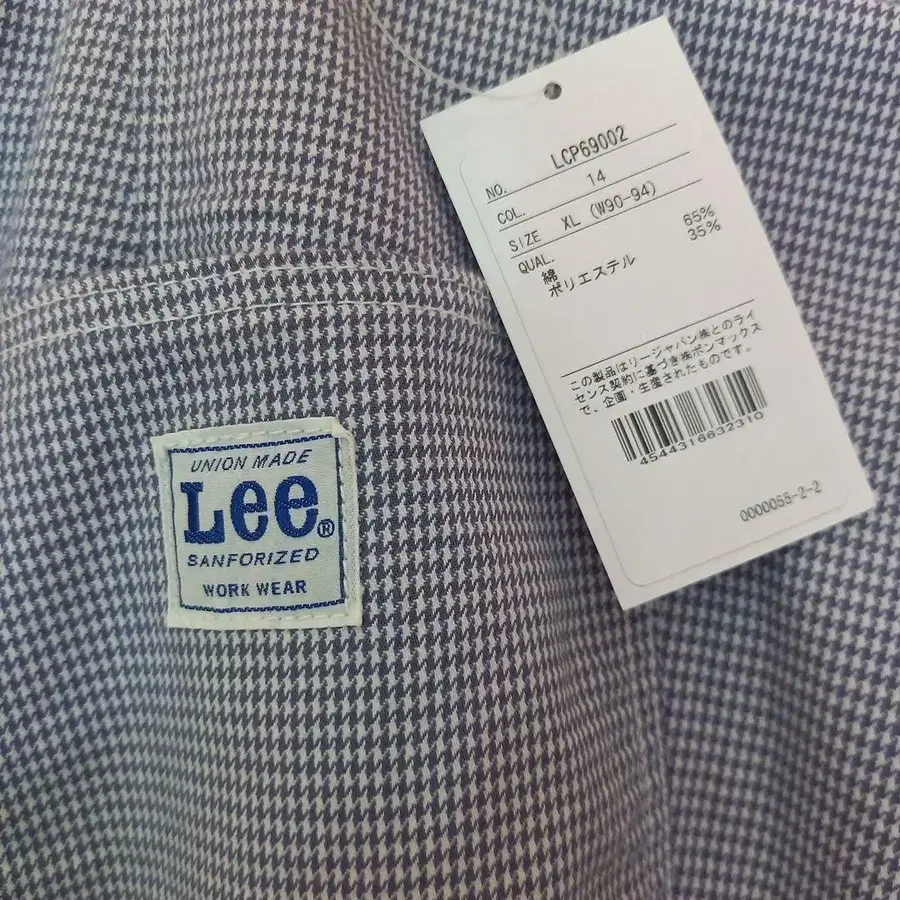 UNION MADE
Lee®
SANFORIZED
WORK WEAR
NO. LCP69002
COL. 14
SIZE XL (W90-94)
QUAL. 65%
綿 35%
ポリエステル
この製品はリージャパン㈱とのライ
センス契約に基づき㈱ボンマックス
で、企画・生産されたものです。
4544316632310
0000055-2-2